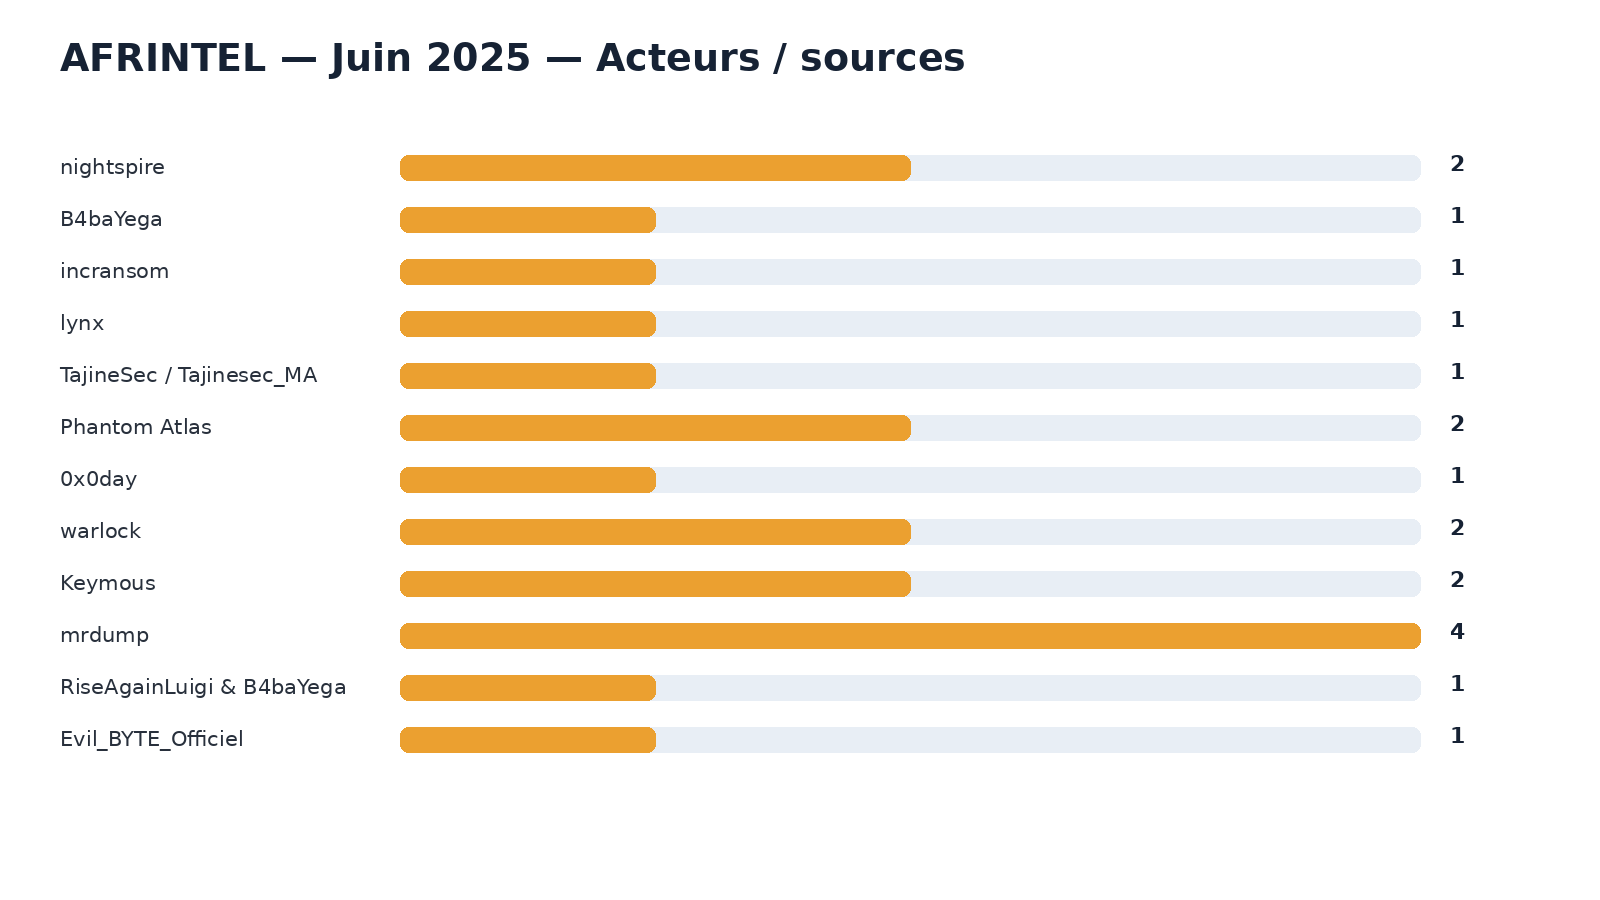 AFRINTEL — Juin 2025 — Acteurs / sources
nightspire 2
B4baYega 1
incransom 1
lynx 1
TajineSec / Tajinesec_MA 1
Phantom Atlas 2
0x0day 1
warlock 2
Keymous 2
mrdump 4
RiseAgainLuigi & B4baYega 1
Evil_BYTE_Officiel 1